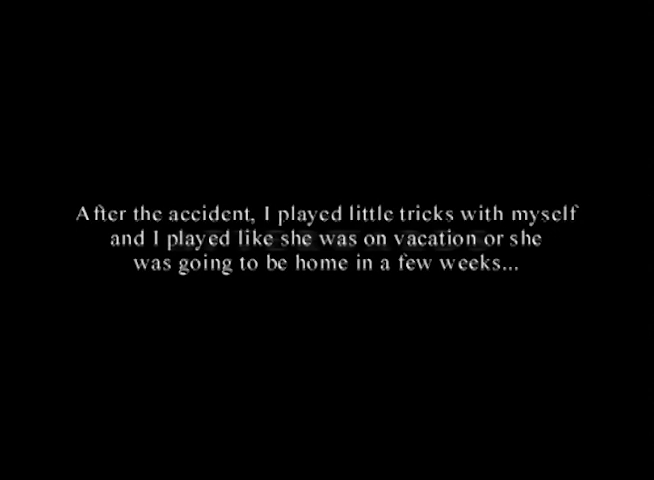 After the accident, I played little tricks with myself
and I played like she was on vacation or she
was going to be home in a few weeks...